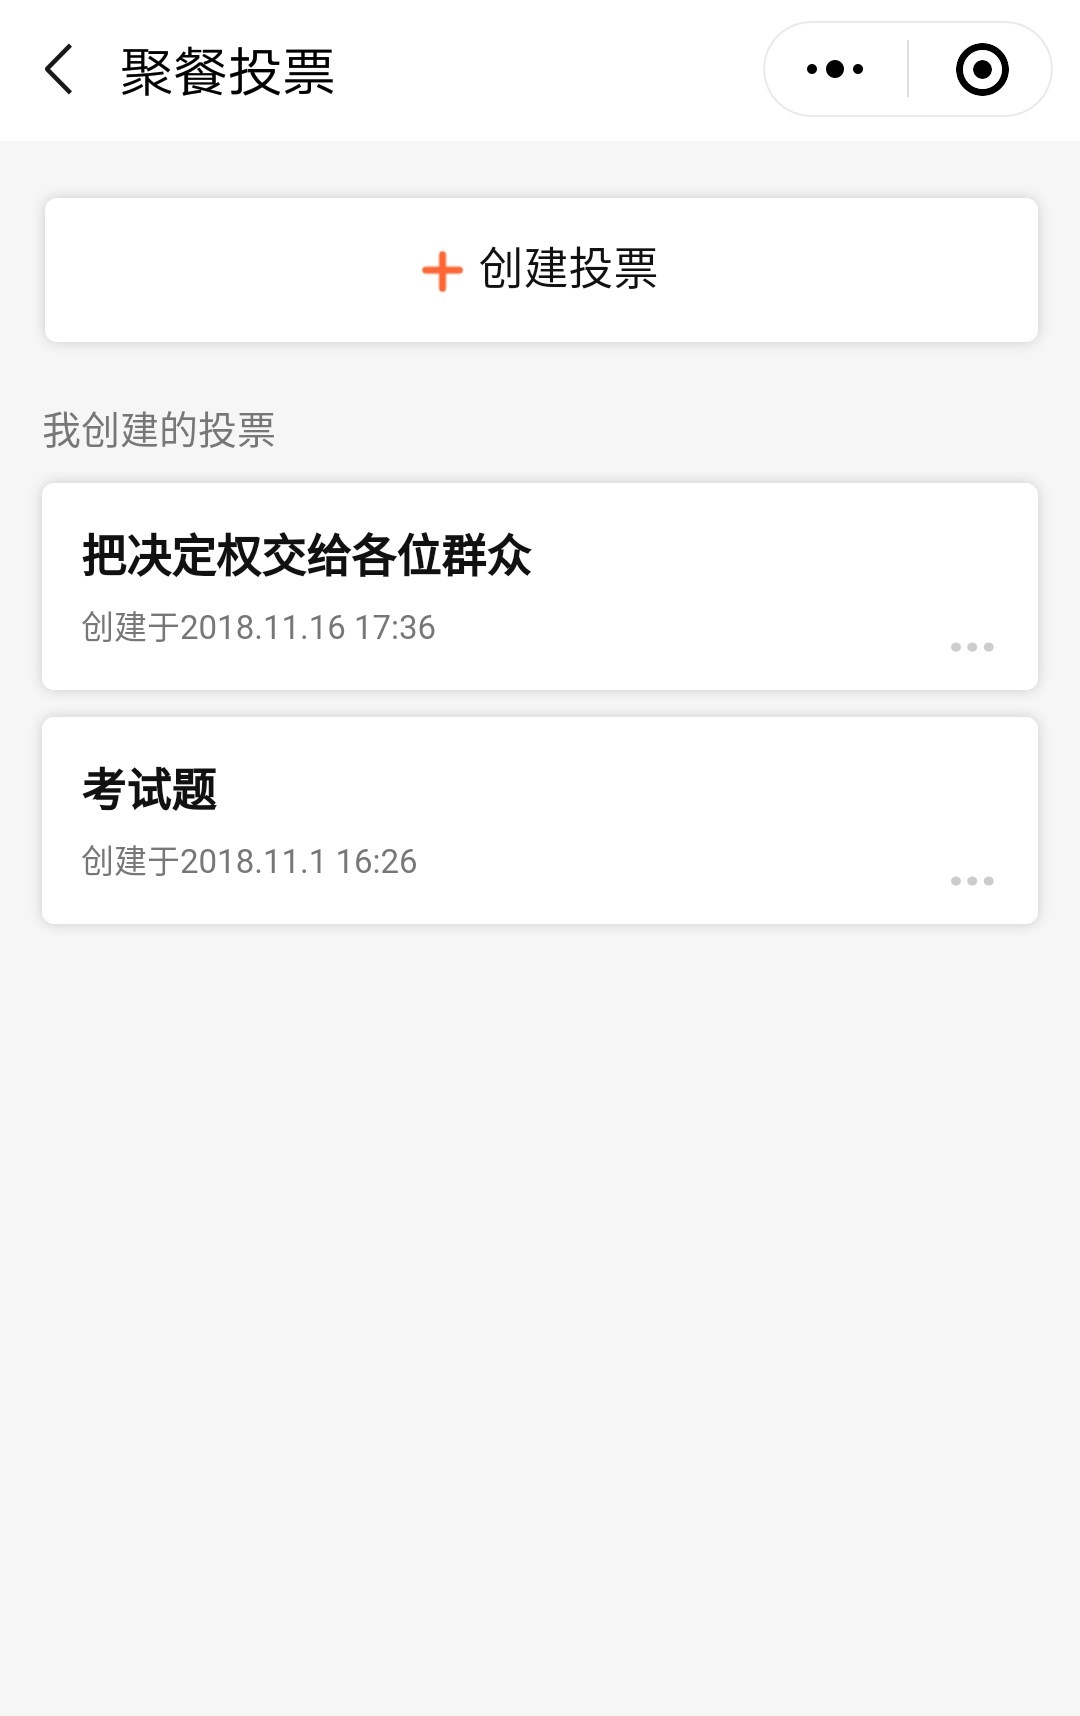 聚餐投票
创建投票
我创建的投票
把决定权交给各位群众
创建于2018.11.16 17:36
考试题
创建于2018.11.1 16:26